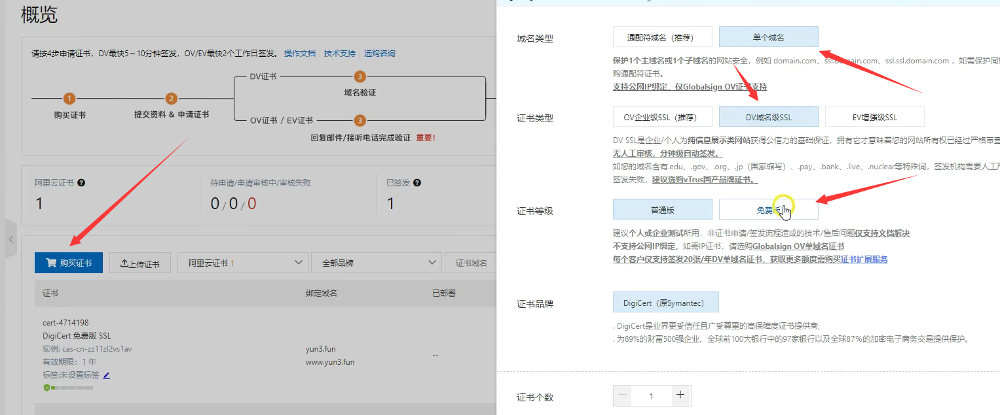 概览
请按4步申请证书，DV最快5～10分钟签发，OV/EV最快2个工作日签发。 操作文档 | 技术支持 | 选购咨询
1
购买证书
2
提交资料 & 申请证书
DV证书
3
域名验证
OV证书 / EV证书
3
回复邮件/接听电话完成验证 重要！
阿里云证书 ?
1
待申请/申请审核中/审核失败
0 / 0 / 0
已签发 ?
1
购买证书
上传证书
阿里云证书 1
全部品牌
证书域名
证书
绑定域名
已部署
cert-4714198
DigiCert 免费版 SSL
实例: cas-cn-zz11zl2vs1av
有效期限：1 年
标签:未设置标签
yun3.fun
www.yun3.fun
--
域名类型
通配符域名（推荐）
单个域名
保护1个主域名或1个子域名的网站安全，例如 domain.com、ssl.domain.com、ssl.ssl.domain.com ，如需保护同
购通配符证书。
支持公网IP绑定，仅Globalsign OV证书支持
证书类型
OV企业级SSL（推荐）
DV域名级SSL
EV增强级SSL
DV SSL是企业/个人为纯信息展示类网站获得公信力的基础保证，拥有它才意味着您的网站所有权已经过严格审查
无人工审核，分钟级自动签发。
如您的域名含有.edu、.gov、.org、.jp（国家缩写）、.pay、.bank、.live、.nuclear等特殊词，签发机构需要人工
签发失败，建议选购vTrus国产品牌证书。
证书等级
普通版
免费版
建议个人或企业测试所用，非证书申请/签发流程造成的技术/售后问题仅支持文档解决
不支持公网IP绑定，如需IP证书，请选购Globalsign OV单域名证书
每个客户仅支持签发20张/年DV单域名证书，获取更多额度需购买证书扩展服务
证书品牌
DigiCert（原Symantec）
. DigiCert是业界更受信任且广受尊重的高保障度证书提供商;
. 为89%的财富500强企业、全球前100大银行中的97家银行以及全球87％的加密电子商务交易提供保护。
证书个数
1